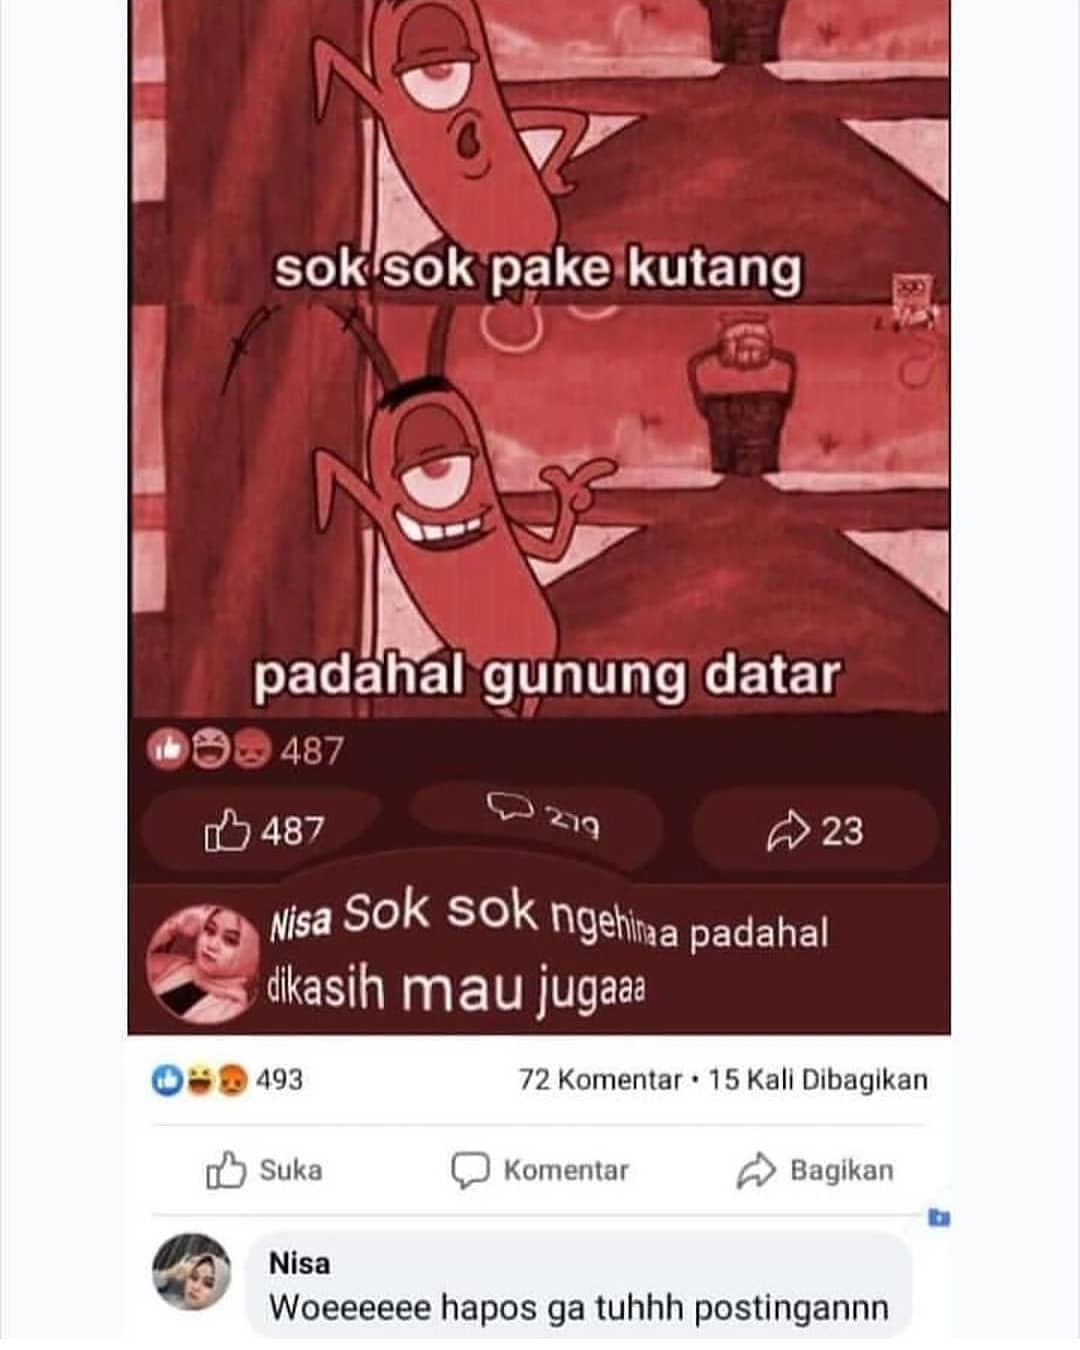 sok sok pake kutang
padahal gunung datar
487
487 279 23
Nisa Sok sok ngehinaa padahal
dikasih mau jugaaa
493 72 Komentar • 15 Kali Dibagikan
Suka Komentar Bagikan
Nisa
Woeeeeeee hapos ga tuhhh postingannn